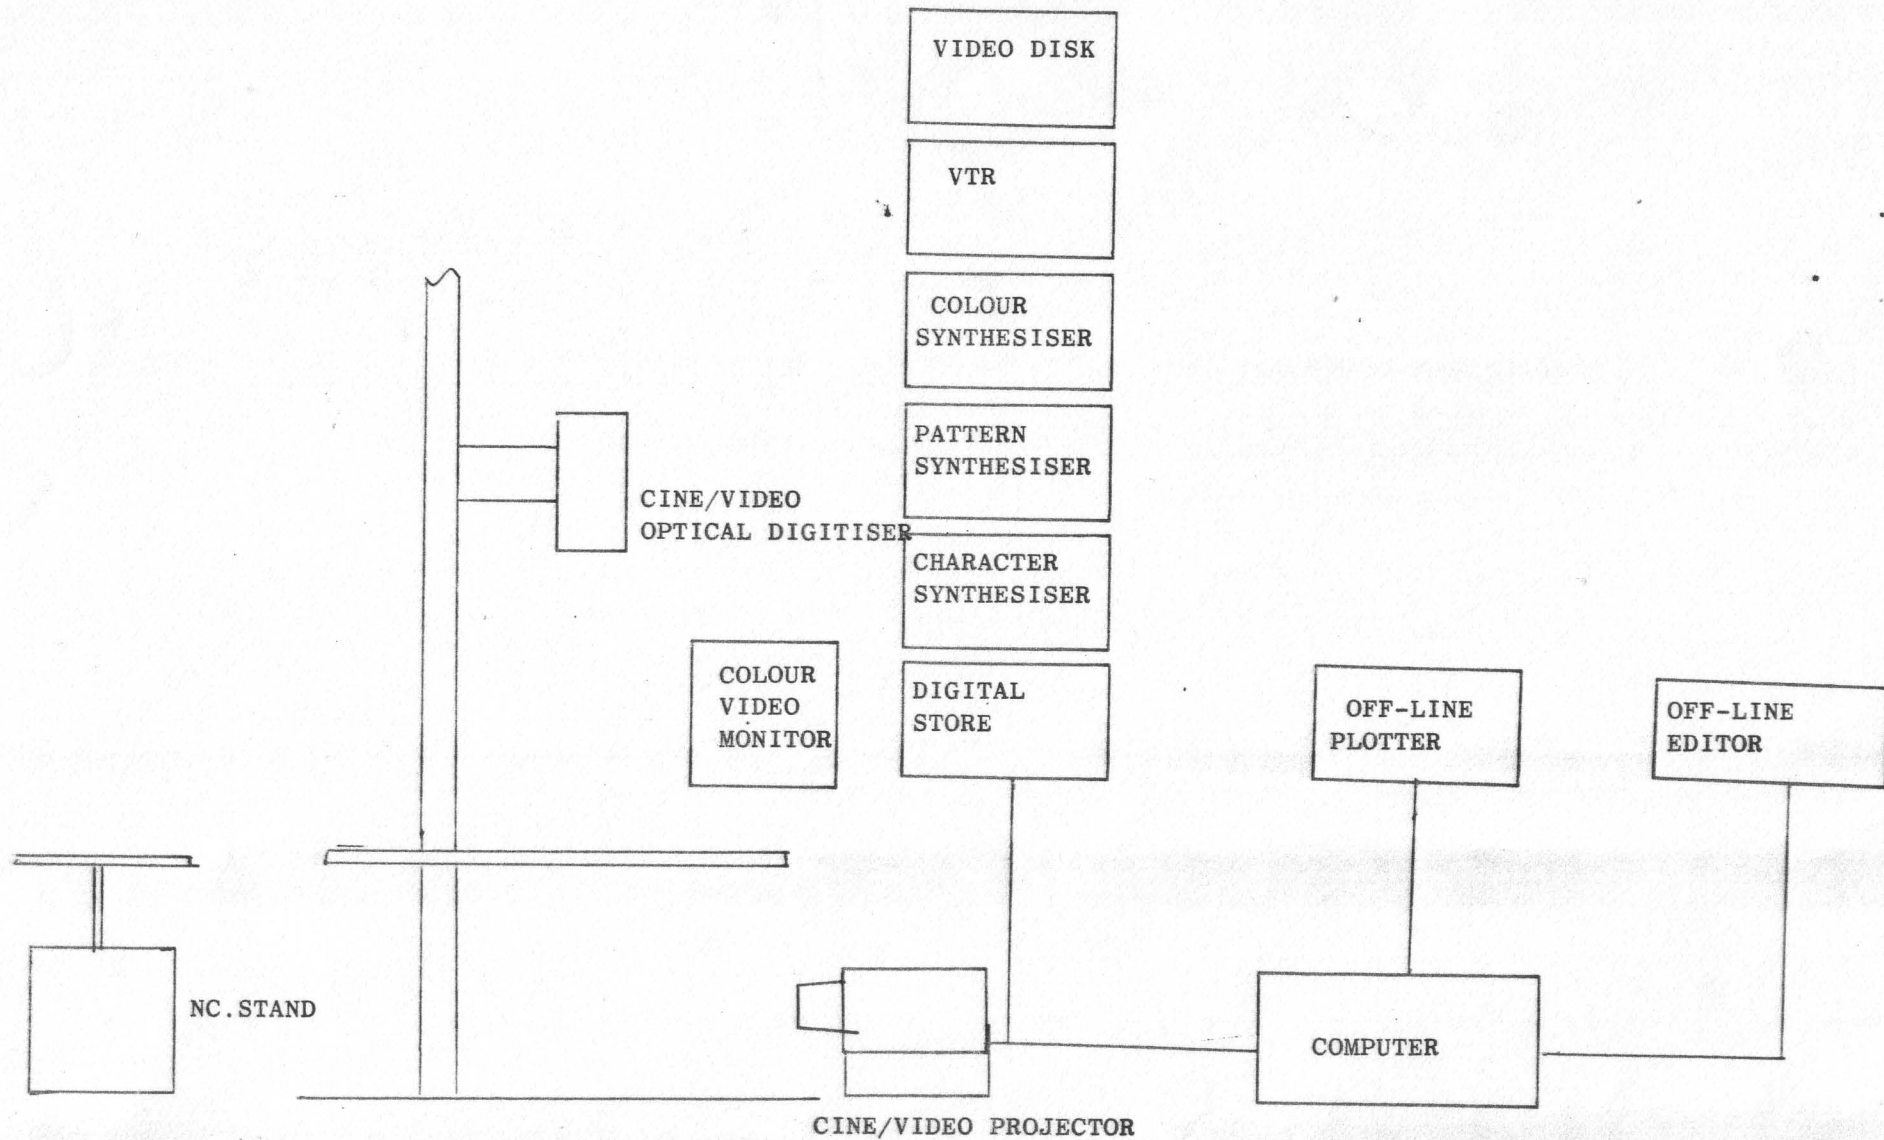 VIDEO DISK
VTR
COLOUR
SYNTHESISER
PATTERN
SYNTHESISER
CINE/VIDEO
OPTICAL DIGITISER
CHARACTER
SYNTHESISER
COLOUR
VIDEO
MONITOR
DIGITAL
STORE
OFF-LINE
PLOTTER
OFF-LINE
EDITOR
NC.STAND
COMPUTER
CINE/VIDEO PROJECTOR